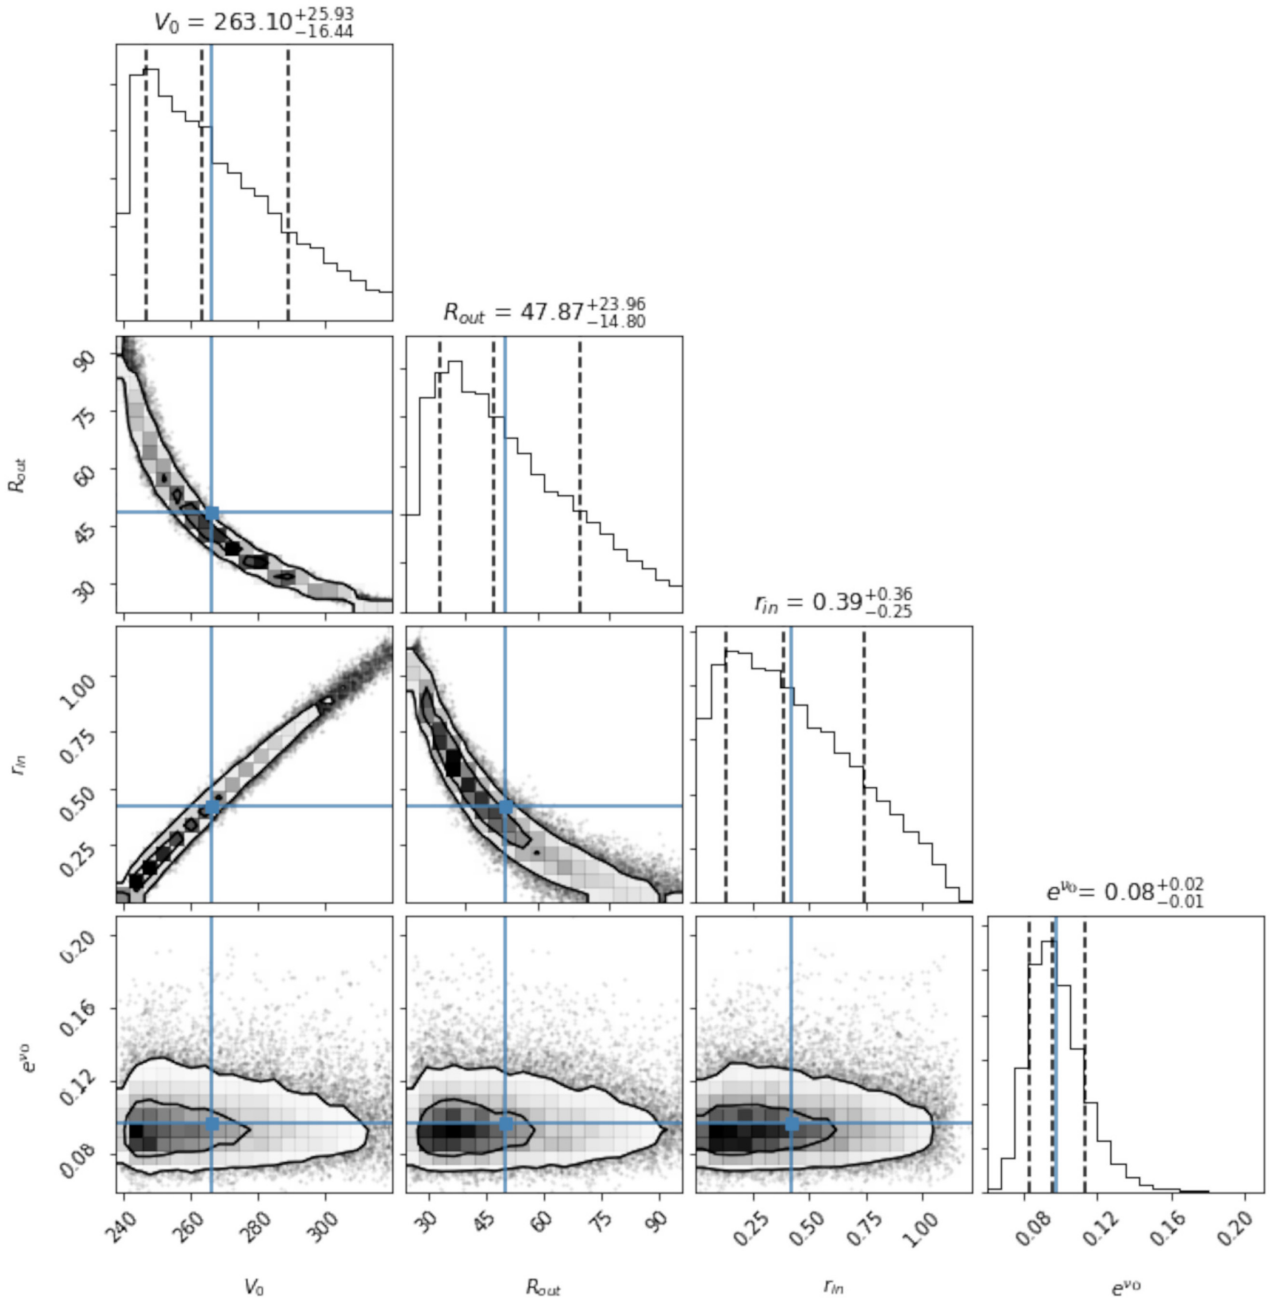 V₀ = 263.10 +25.93 −16.44
R_out = 47.87 +23.96 −14.80
r_in = 0.39 +0.36 −0.25
e^ν₀ = 0.08 +0.02 −0.01
90
75
60
45
30
R_out
1.00
0.75
0.50
0.25
r_in
0.20
0.16
0.12
0.08
e^ν₀
240 260 280 300
30 45 60 75 90
0.25 0.50 0.75 1.00
0.08 0.12 0.16 0.20
V₀
R_out
r_in
e^ν₀